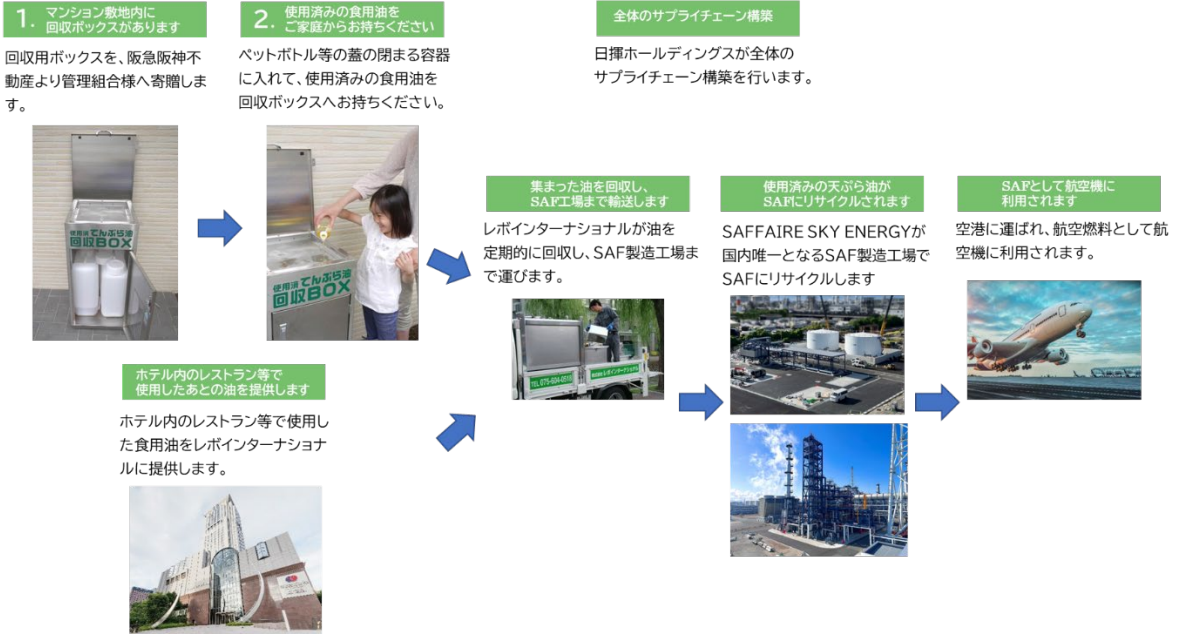 1. マンション敷地内に
回収ボックスがあります
回収用ボックスを、阪急阪神不
動産より管理組合様へ寄贈しま
す。
使用済 てんぷら油
回収BOX
2. 使用済みの食用油を
ご家庭からお持ちください
ペットボトル等の蓋の閉まる容器
に入れて、使用済みの食用油を
回収ボックスへお持ちください。
使用済 てんぷら油
回収BOX
全体のサプライチェーン構築
日揮ホールディングスが全体の
サプライチェーン構築を行います。
ホテル内のレストラン等で
使用したあとの油を提供します
ホテル内のレストラン等で使用し
た食用油をレボインターナショナ
ルに提供します。
集まった油を回収し、
SAF工場まで輸送します
レボインターナショナルが油を
定期的に回収し、SAF製造工場ま
で運びます。
TEL 075-604-0518
株式会社レボインターナショナル
使用済みの天ぷら油が
SAFにリサイクルされます
SAFFAIRE SKY ENERGYが
国内唯一となるSAF製造工場で
SAFにリサイクルします
SAFとして航空機に
利用されます
空港に運ばれ、航空燃料として航
空機に利用されます。